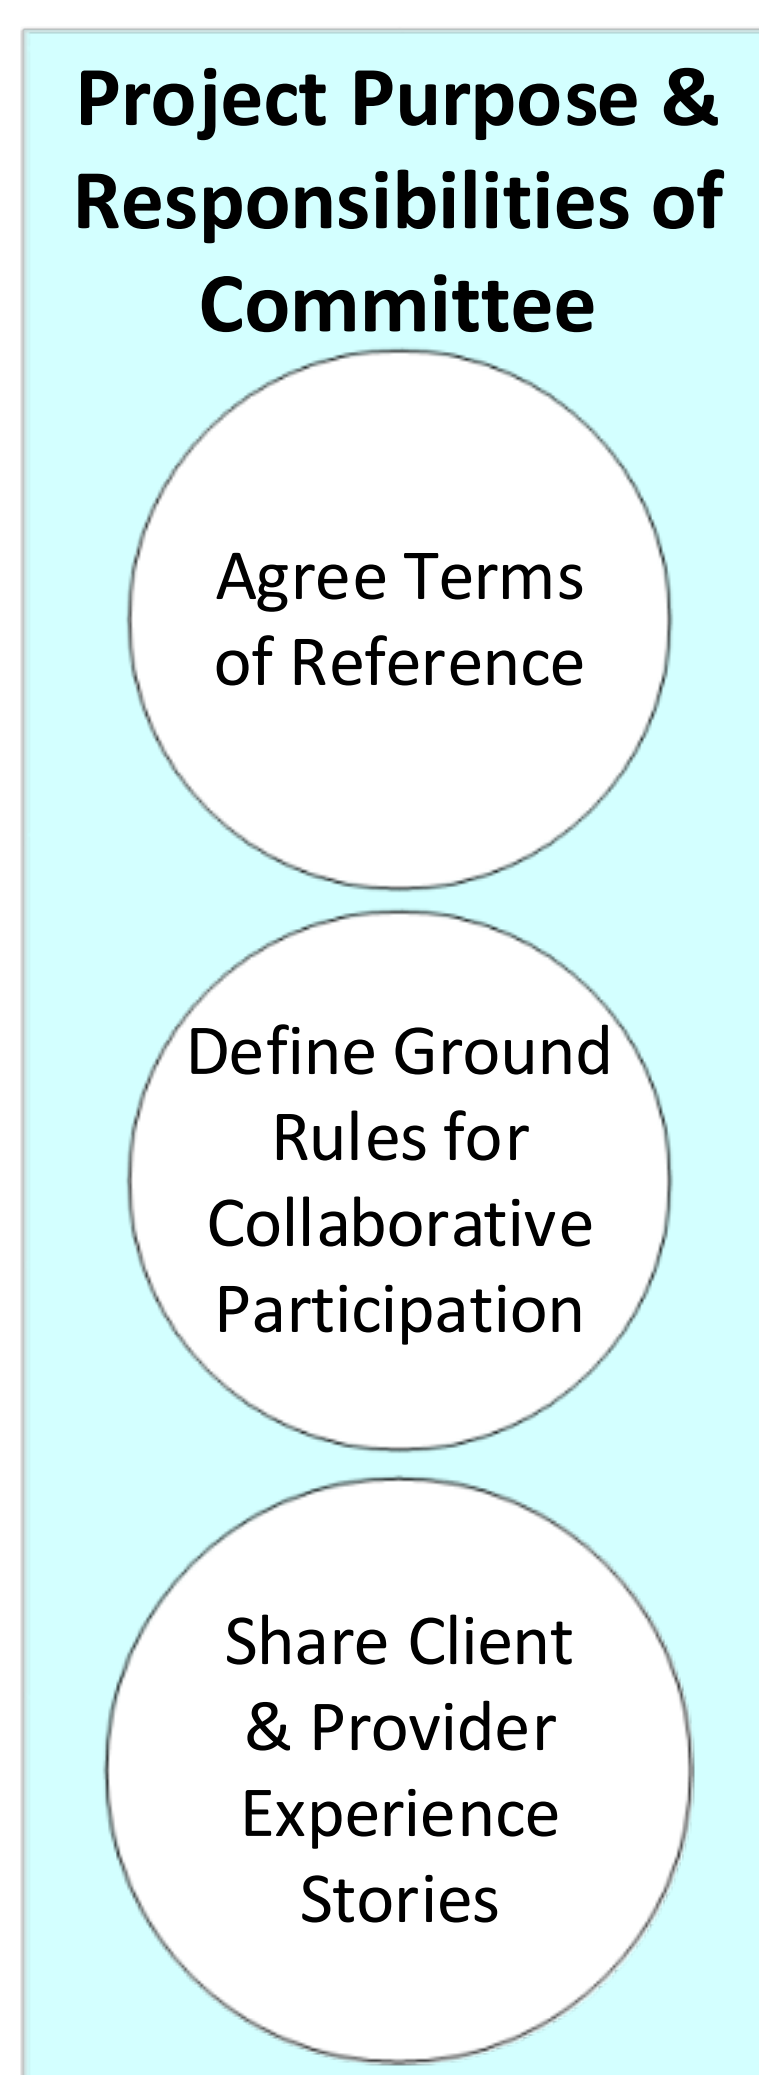 Project Purpose &
Responsibilities of
Committee
Agree Terms
of Reference
Define Ground
Rules for
Collaborative
Participation
Share Client
& Provider
Experience
Stories